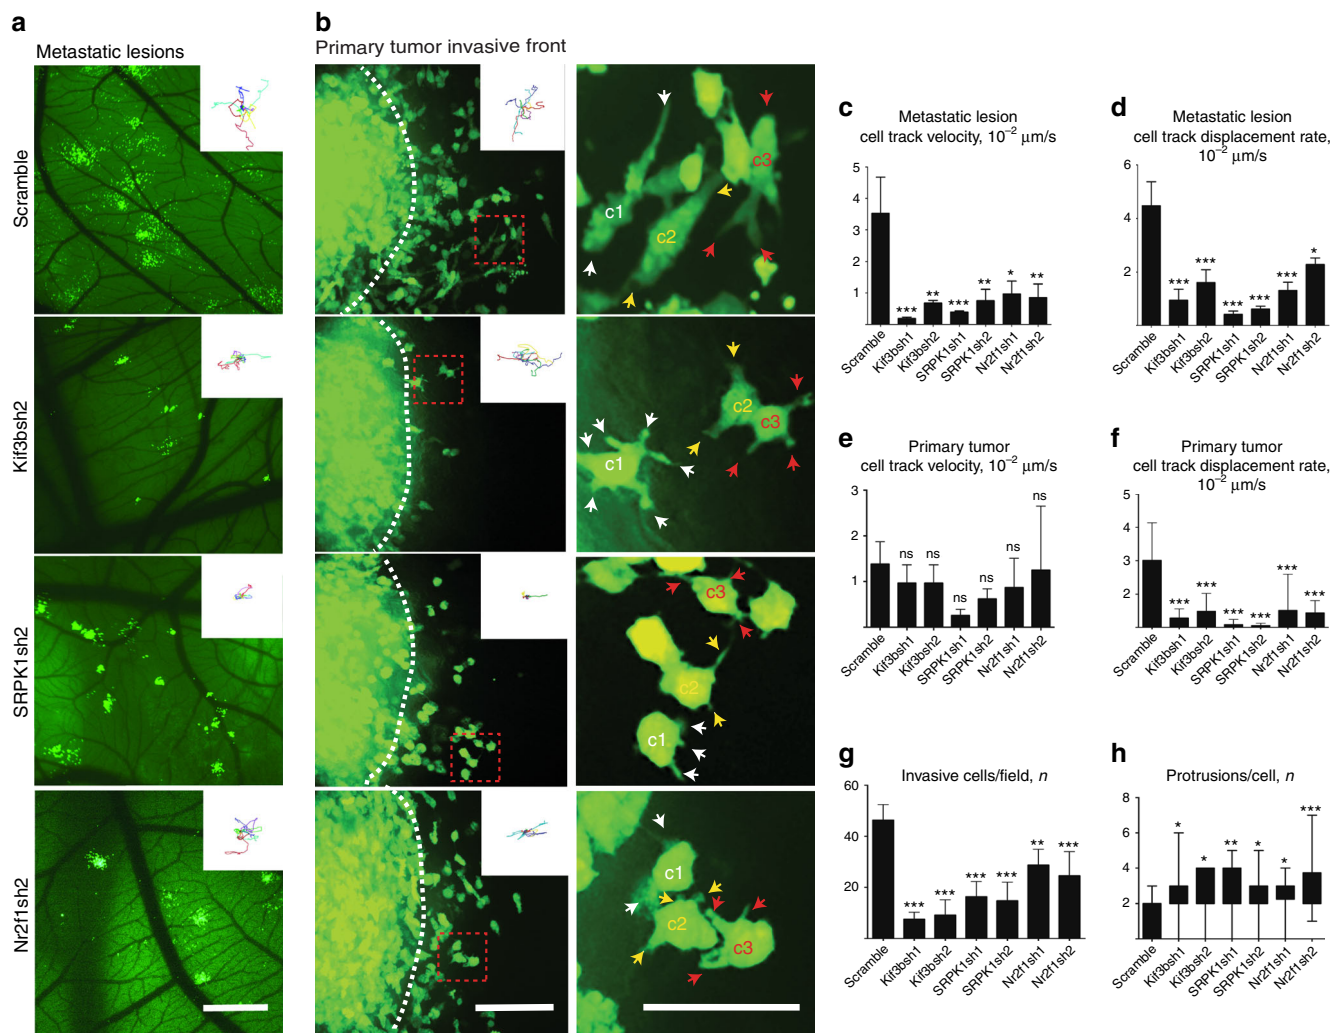 a
Metastatic lesions
Scramble
Kif3bsh2
SRPK1sh2
Nr2f1sh2
b
Primary tumor invasive front
c1
c2
c3
c1
c2
c3
c1
c2
c3
c1
c2
c3
c
Metastatic lesion
cell track velocity, 10⁻² μm/s
5
4
3
2
1
***
**
***
**
*
**
Scramble
Kif3bsh1
Kif3bsh2
SRPK1sh1
SRPK1sh2
Nr2f1sh1
Nr2f1sh2
d
Metastatic lesion
cell track displacement rate,
10⁻² μm/s
6
4
2
***
***
***
***
***
*
Scramble
Kif3bsh1
Kif3bsh2
SRPK1sh1
SRPK1sh2
Nr2f1sh1
Nr2f1sh2
e
Primary tumor
cell track velocity, 10⁻² μm/s
3
2
1
ns
ns
ns
ns
ns
ns
Scramble
Kif3bsh1
Kif3bsh2
SRPK1sh1
SRPK1sh2
Nr2f1sh1
Nr2f1sh2
f
Primary tumor
cell track displacement rate,
10⁻² μm/s
5
4
3
2
***
***
***
***
***
***
Scramble
Kif3bsh1
Kif3bsh2
SRPK1sh1
SRPK1sh2
Nr2f1sh1
Nr2f1sh2
g
Invasive cells/field, n
60
40
20
***
***
***
***
**
***
Scramble
Kif3bsh1
Kif3bsh2
SRPK1sh1
SRPK1sh2
Nr2f1sh1
Nr2f1sh2
h
Protrusions/cell, n
8
6
4
2
*
*
**
*
*
***
Scramble
Kif3bsh1
Kif3bsh2
SRPK1sh1
SRPK1sh2
Nr2f1sh1
Nr2f1sh2